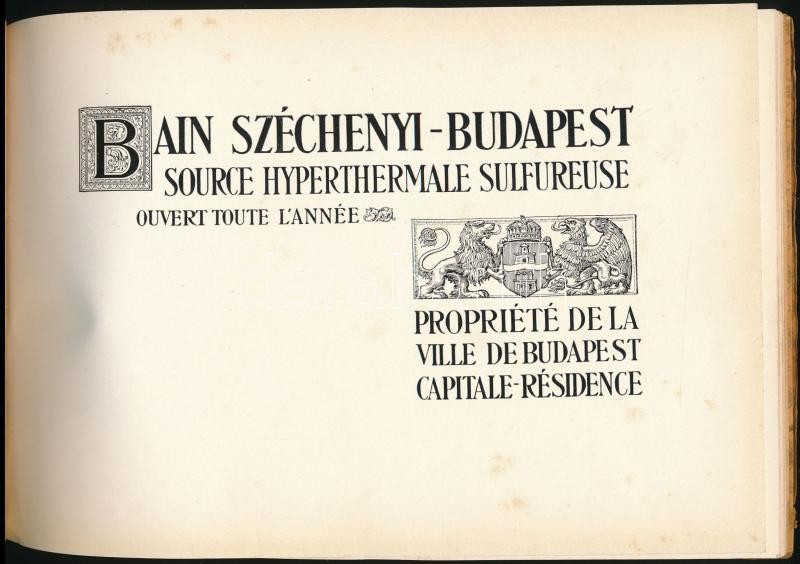 BAIN SZÉCHENYI-BUDAPEST
SOURCE HYPERTHERMALE SULFUREUSE
OUVERT TOUTE L'ANNÉE
PROPRIÉTÉ DE LA
VILLE DE BUDAPEST
CAPITALE-RÉSIDENCE